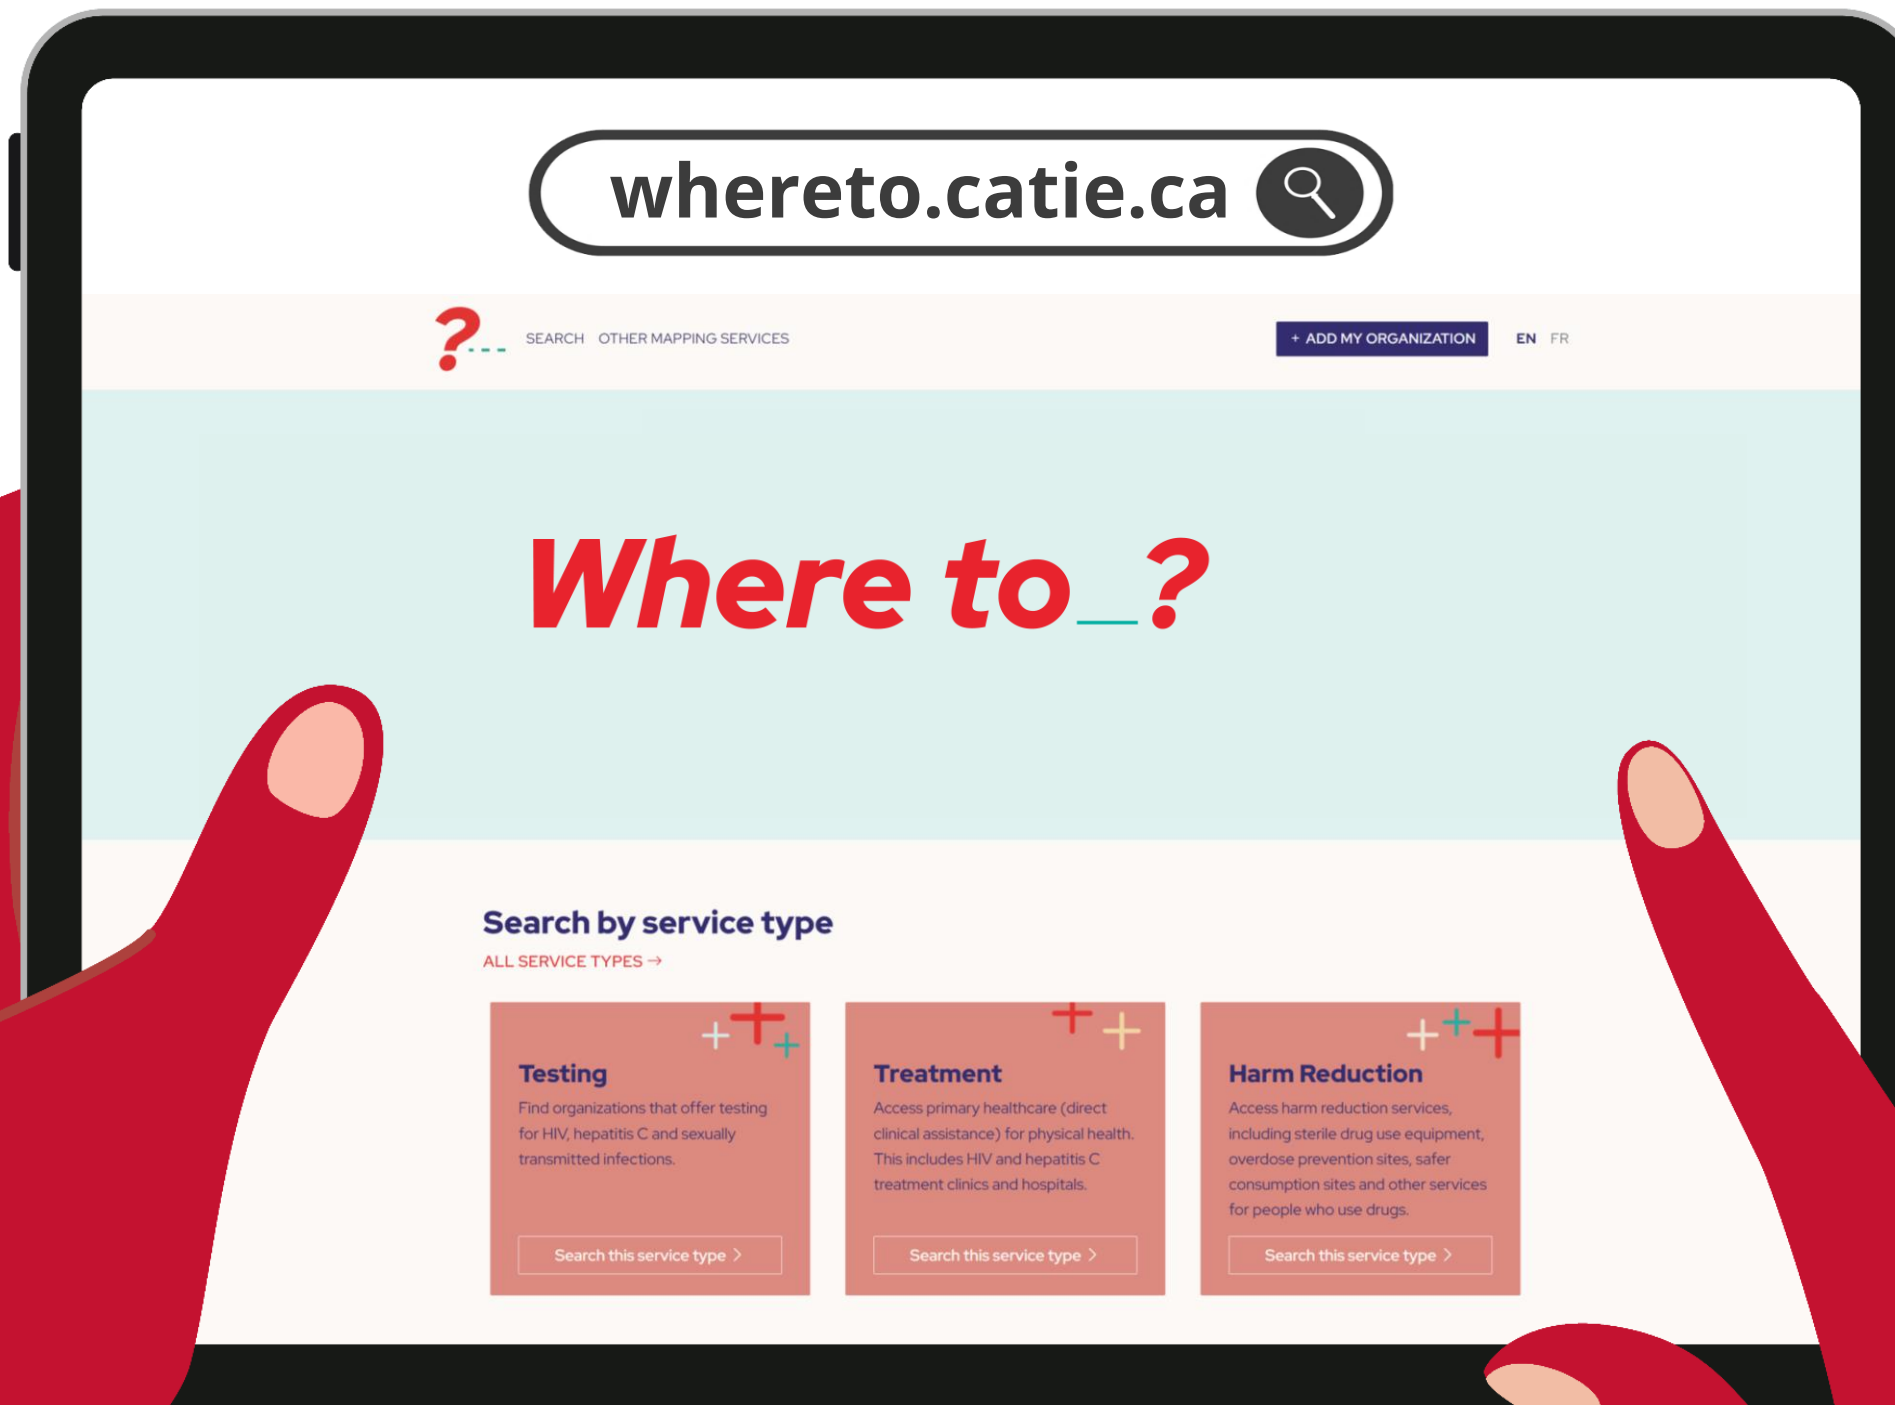 whereto.catie.ca
?---
SEARCH OTHER MAPPING SERVICES
+ ADD MY ORGANIZATION EN FR
Where to_?
Search by service type
ALL SERVICE TYPES →
Testing
Find organizations that offer testing
for HIV, hepatitis C and sexually
transmitted infections.
Search this service type >
Treatment
Access primary healthcare (direct
clinical assistance) for physical health.
This includes HIV and hepatitis C
treatment clinics and hospitals.
Search this service type >
Harm Reduction
Access harm reduction services,
including sterile drug use equipment,
overdose prevention sites, safer
consumption sites and other services
for people who use drugs.
Search this service type >